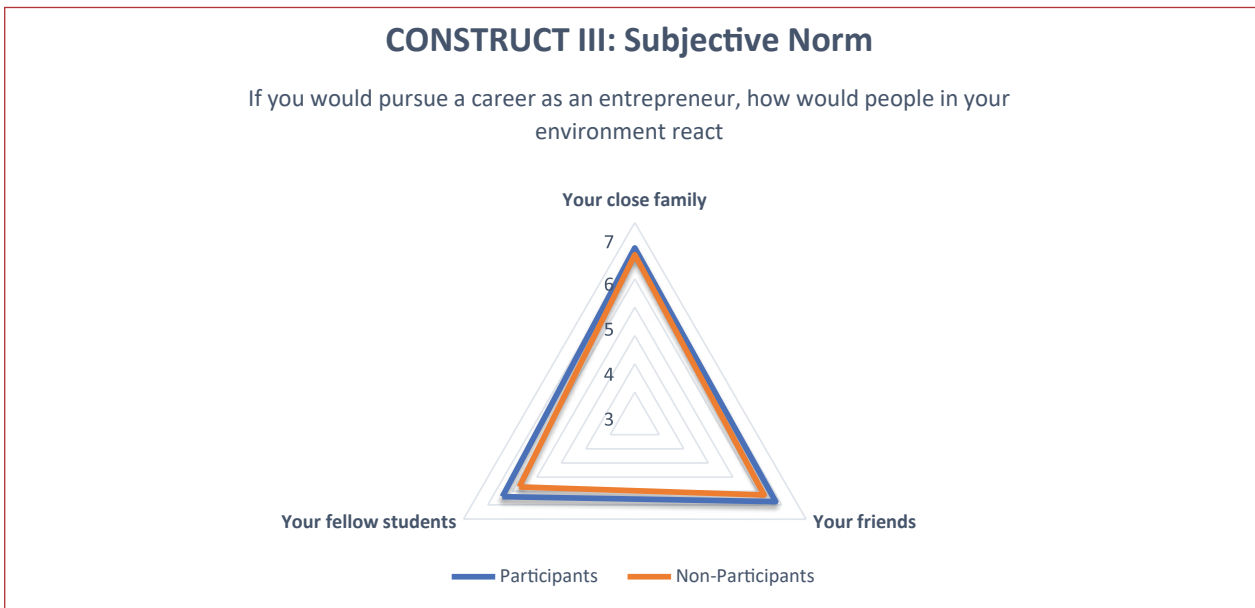 CONSTRUCT III: Subjective Norm
If you would pursue a career as an entrepreneur, how would people in your
environment react
Your close family
7
6
5
4
3
Your fellow students
Your friends
Participants
Non-Participants